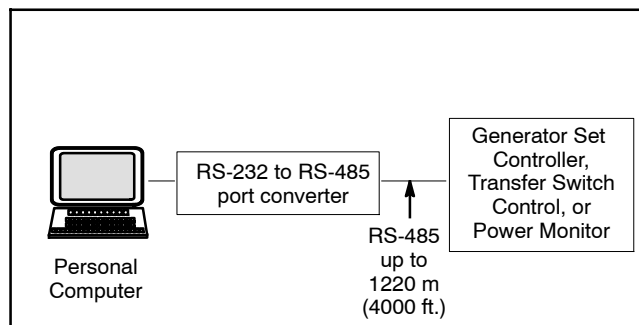 Personal
Computer
RS-232 to RS-485
port converter
RS-485
up to
1220 m
(4000 ft.)
Generator Set
Controller,
Transfer Switch
Control, or
Power Monitor